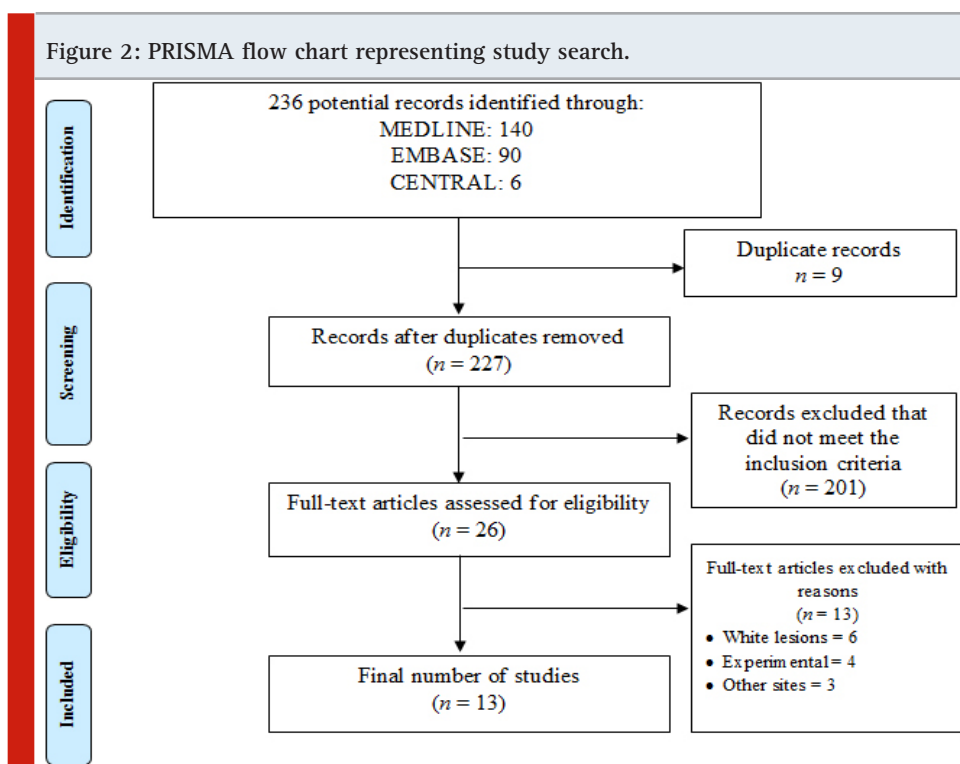 Figure 2: PRISMA flow chart representing study search.
Identification
236 potential records identified through:
MEDLINE: 140
EMBASE: 90
CENTRAL: 6
Duplicate records
n = 9
Screening
Records after duplicates removed
(n = 227)
Records excluded that
did not meet the
inclusion criteria
(n = 201)
Eligibility
Full-text articles assessed for eligibility
(n = 26)
Full-text articles excluded with
reasons
(n = 13)
• White lesions = 6
• Experimental = 4
• Other sites = 3
Included
Final number of studies
(n = 13)